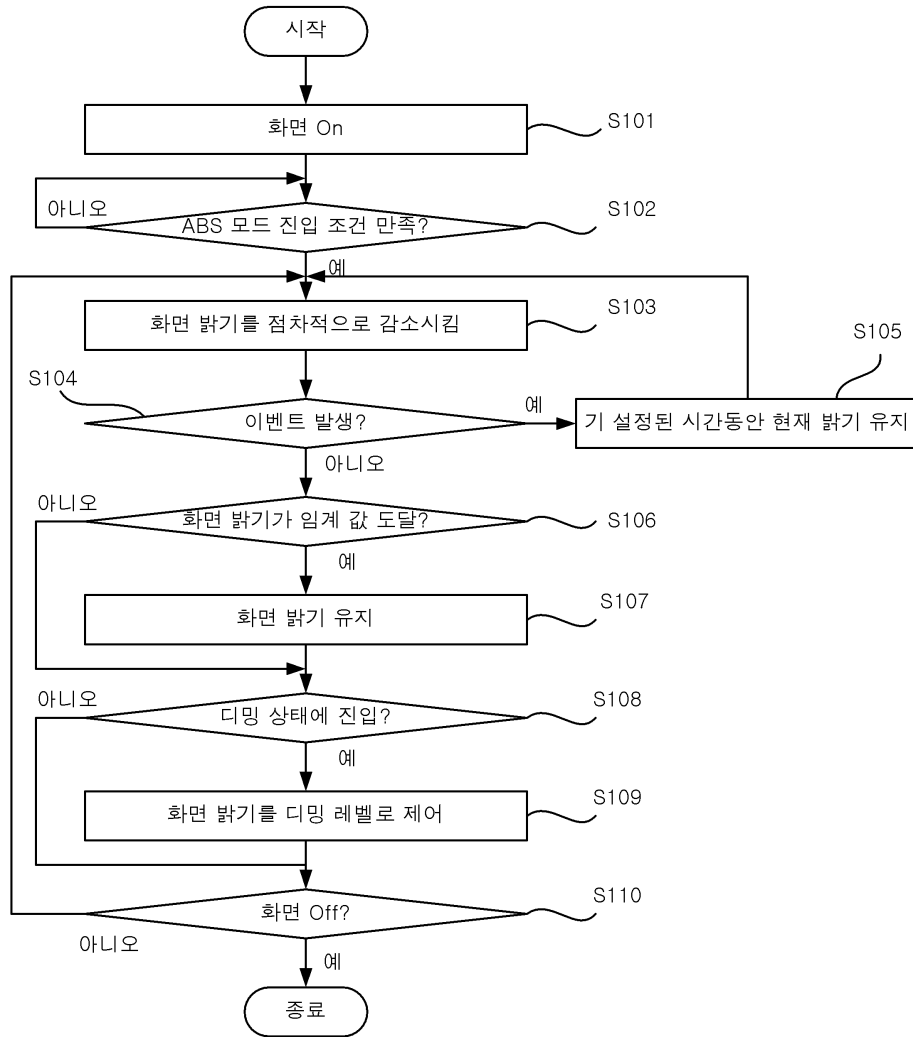 시작
화면 On
S101
아니오
ABS 모드 진입 조건 만족?
S102
예
화면 밝기를 점차적으로 감소시킴
S103
S104
이벤트 발생?
예
S105
기 설정된 시간동안 현재 밝기 유지
아니오
아니오
화면 밝기가 임계 값 도달?
S106
예
화면 밝기 유지
S107
아니오
디밍 상태에 진입?
S108
예
화면 밝기를 디밍 레벨로 제어
S109
화면 Off?
S110
아니오
예
종료